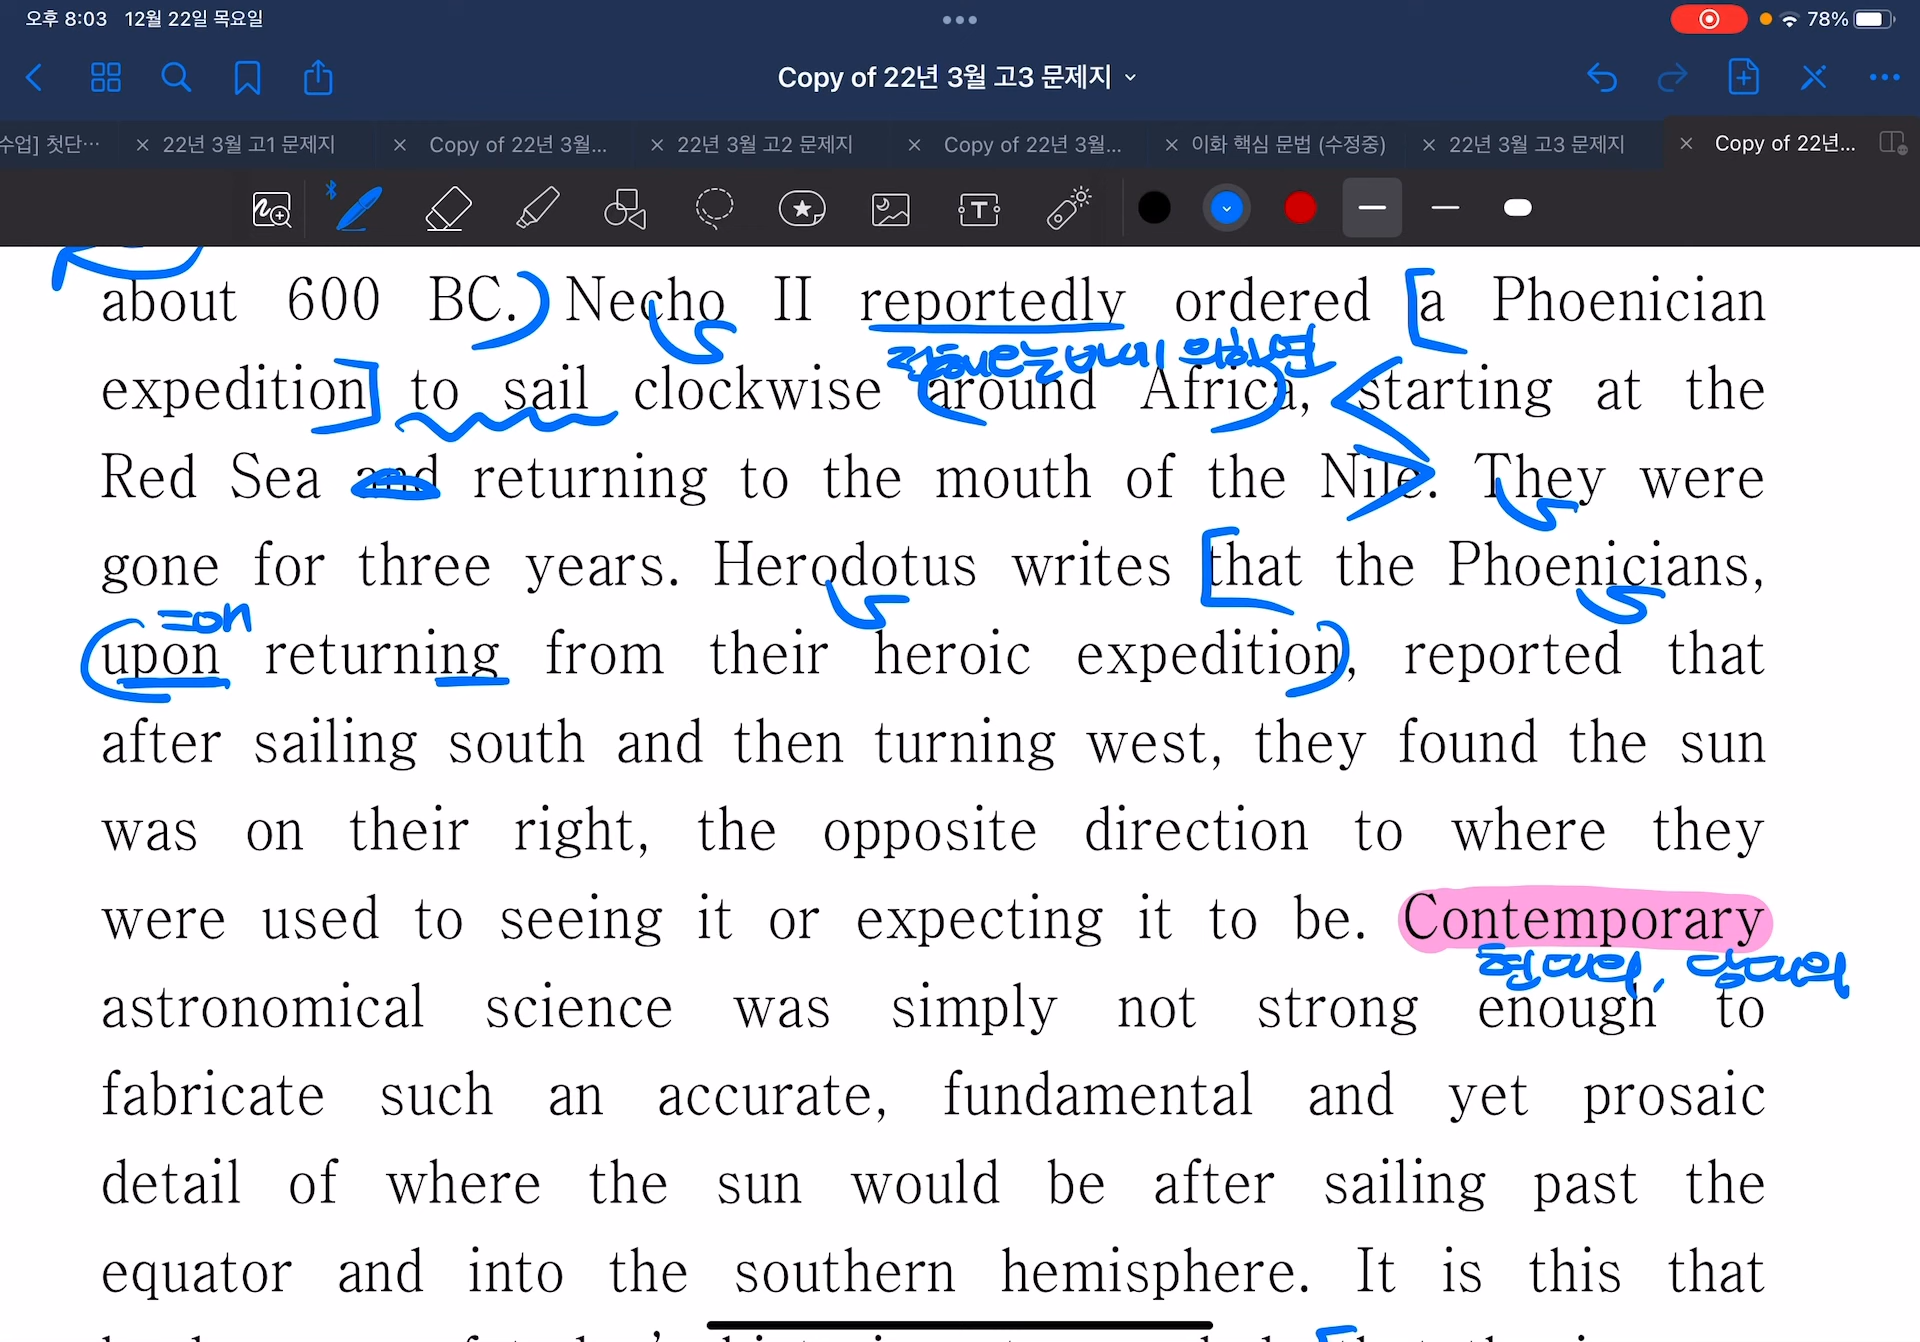 오후 8:03 12월 22일 목요일 78%
Copy of 22년 3월 고3 문제지
수업] 첫단… 22년 3월 고1 문제지 Copy of 22년 3월... 22년 3월 고2 문제지 Copy of 22년 3월... 이화 핵심 문법 (수정중) 22년 3월 고3 문제지 Copy of 22년...
about 600 BC. Necho II reportedly ordered a Phoenician
전해오는 바에 의하면
expedition to sail clockwise around Africa, starting at the
Red Sea and returning to the mouth of the Nile. They were
gone for three years. Herodotus writes that the Phoenicians,
=on
upon returning from their heroic expedition, reported that
after sailing south and then turning west, they found the sun
was on their right, the opposite direction to where they
were used to seeing it or expecting it to be. Contemporary
현대의, 당대의
astronomical science was simply not strong enough to
fabricate such an accurate, fundamental and yet prosaic
detail of where the sun would be after sailing past the
equator and into the southern hemisphere. It is this that